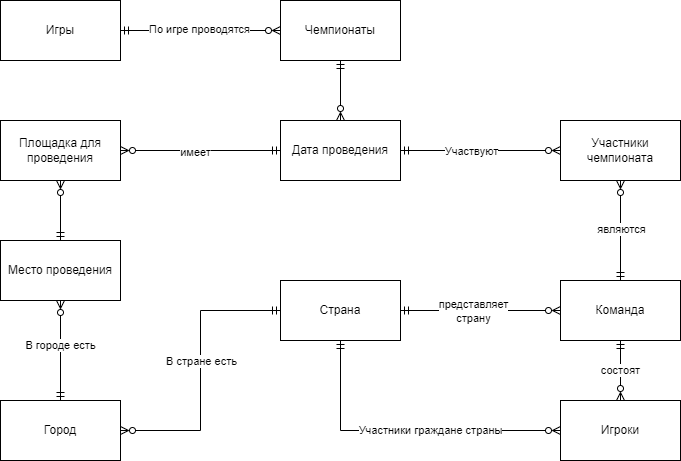 Игры
По игре проводятся
Чемпионаты
Площадка для
проведения
имеет
Дата проведения
Участвуют
Участники
чемпионата
являются
Место проведения
Страна
представляет
страну
Команда
В городе есть
В стране есть
состоят
Город
Участники граждане страны
Игроки